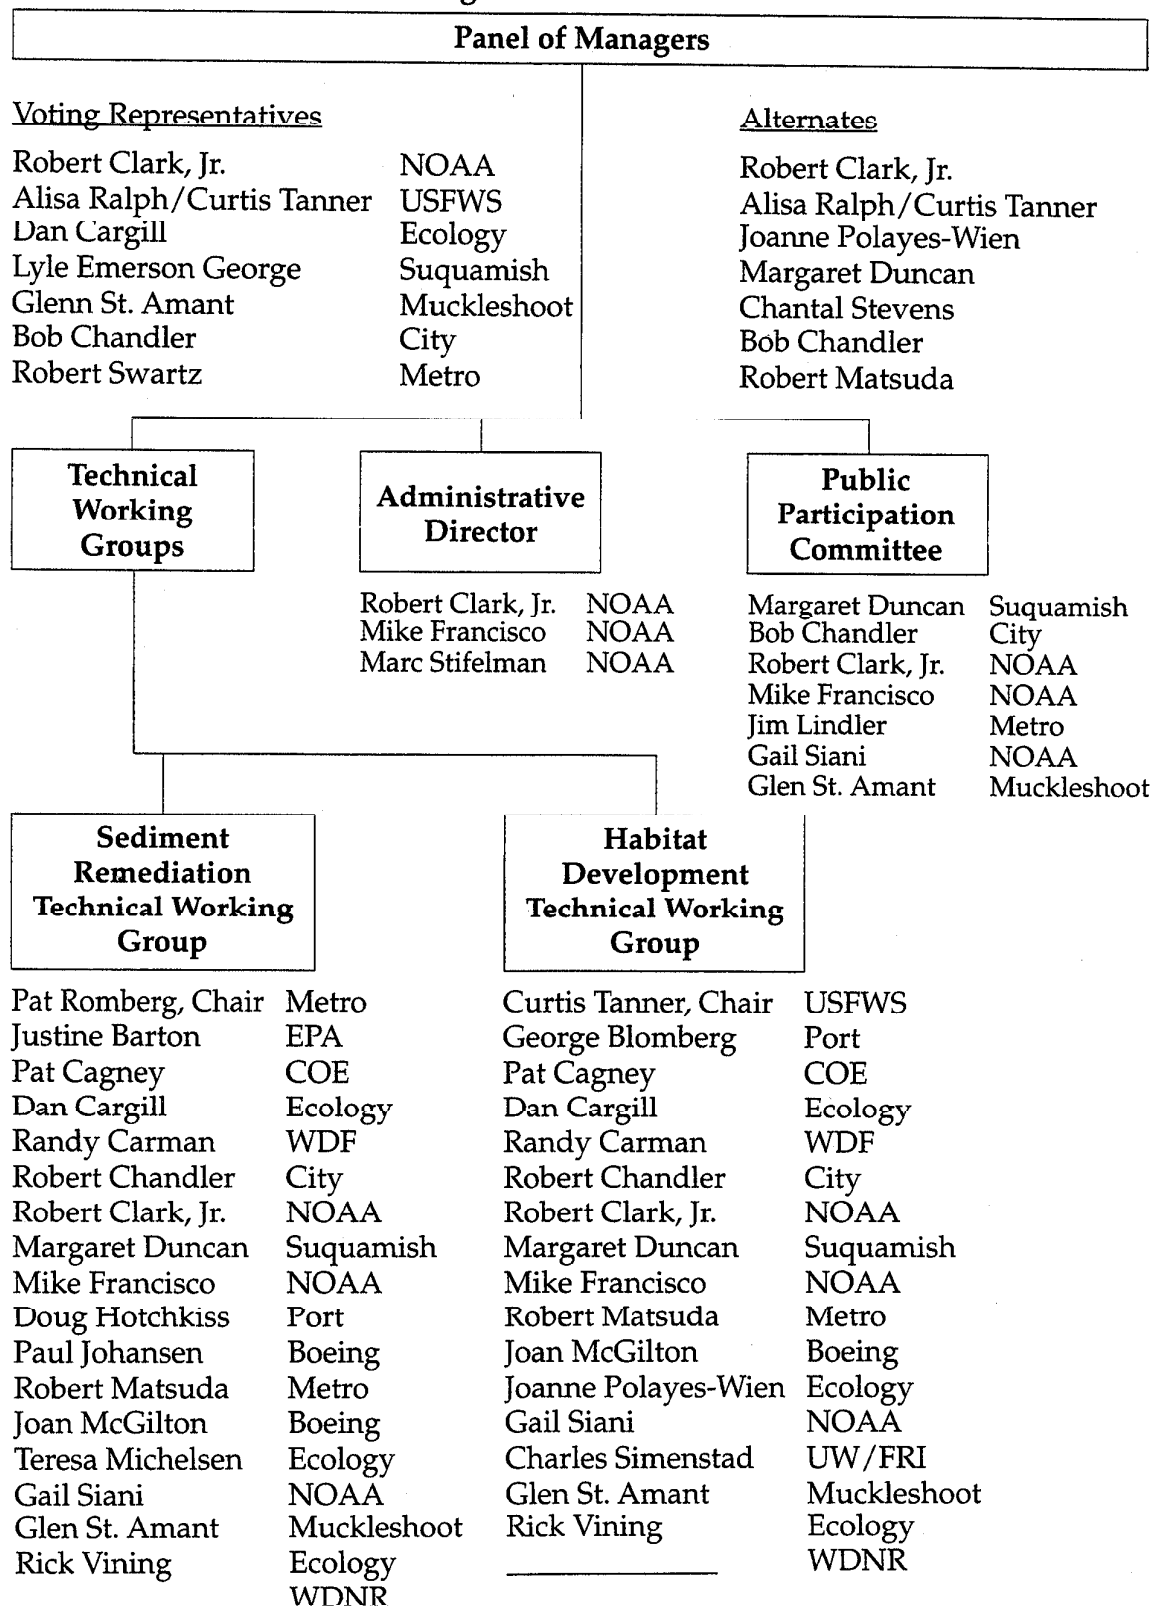 Panel of Managers
Voting Representatives
Robert Clark, Jr. NOAA
Alisa Ralph/Curtis Tanner USFWS
Dan Cargill Ecology
Lyle Emerson George Suquamish
Glenn St. Amant Muckleshoot
Bob Chandler City
Robert Swartz Metro
Alternates
Robert Clark, Jr.
Alisa Ralph/Curtis Tanner
Joanne Polayes-Wien
Margaret Duncan
Chantal Stevens
Bob Chandler
Robert Matsuda
Technical
Working
Groups
Administrative
Director
Robert Clark, Jr. NOAA
Mike Francisco NOAA
Marc Stifelman NOAA
Public
Participation
Committee
Margaret Duncan Suquamish
Bob Chandler City
Robert Clark, Jr. NOAA
Mike Francisco NOAA
Jim Lindler Metro
Gail Siani NOAA
Glen St. Amant Muckleshoot
Sediment
Remediation
Technical Working
Group
Pat Romberg, Chair Metro
Justine Barton EPA
Pat Cagney COE
Dan Cargill Ecology
Randy Carman WDF
Robert Chandler City
Robert Clark, Jr. NOAA
Margaret Duncan Suquamish
Mike Francisco NOAA
Doug Hotchkiss Port
Paul Johansen Boeing
Robert Matsuda Metro
Joan McGilton Boeing
Teresa Michelsen Ecology
Gail Siani NOAA
Glen St. Amant Muckleshoot
Rick Vining Ecology
WDNR
Habitat
Development
Technical Working
Group
Curtis Tanner, Chair USFWS
George Blomberg Port
Pat Cagney COE
Dan Cargill Ecology
Randy Carman WDF
Robert Chandler City
Robert Clark, Jr. NOAA
Margaret Duncan Suquamish
Mike Francisco NOAA
Robert Matsuda Metro
Joan McGilton Boeing
Joanne Polayes-Wien Ecology
Gail Siani NOAA
Charles Simenstad UW/FRI
Glen St. Amant Muckleshoot
Rick Vining Ecology
WDNR